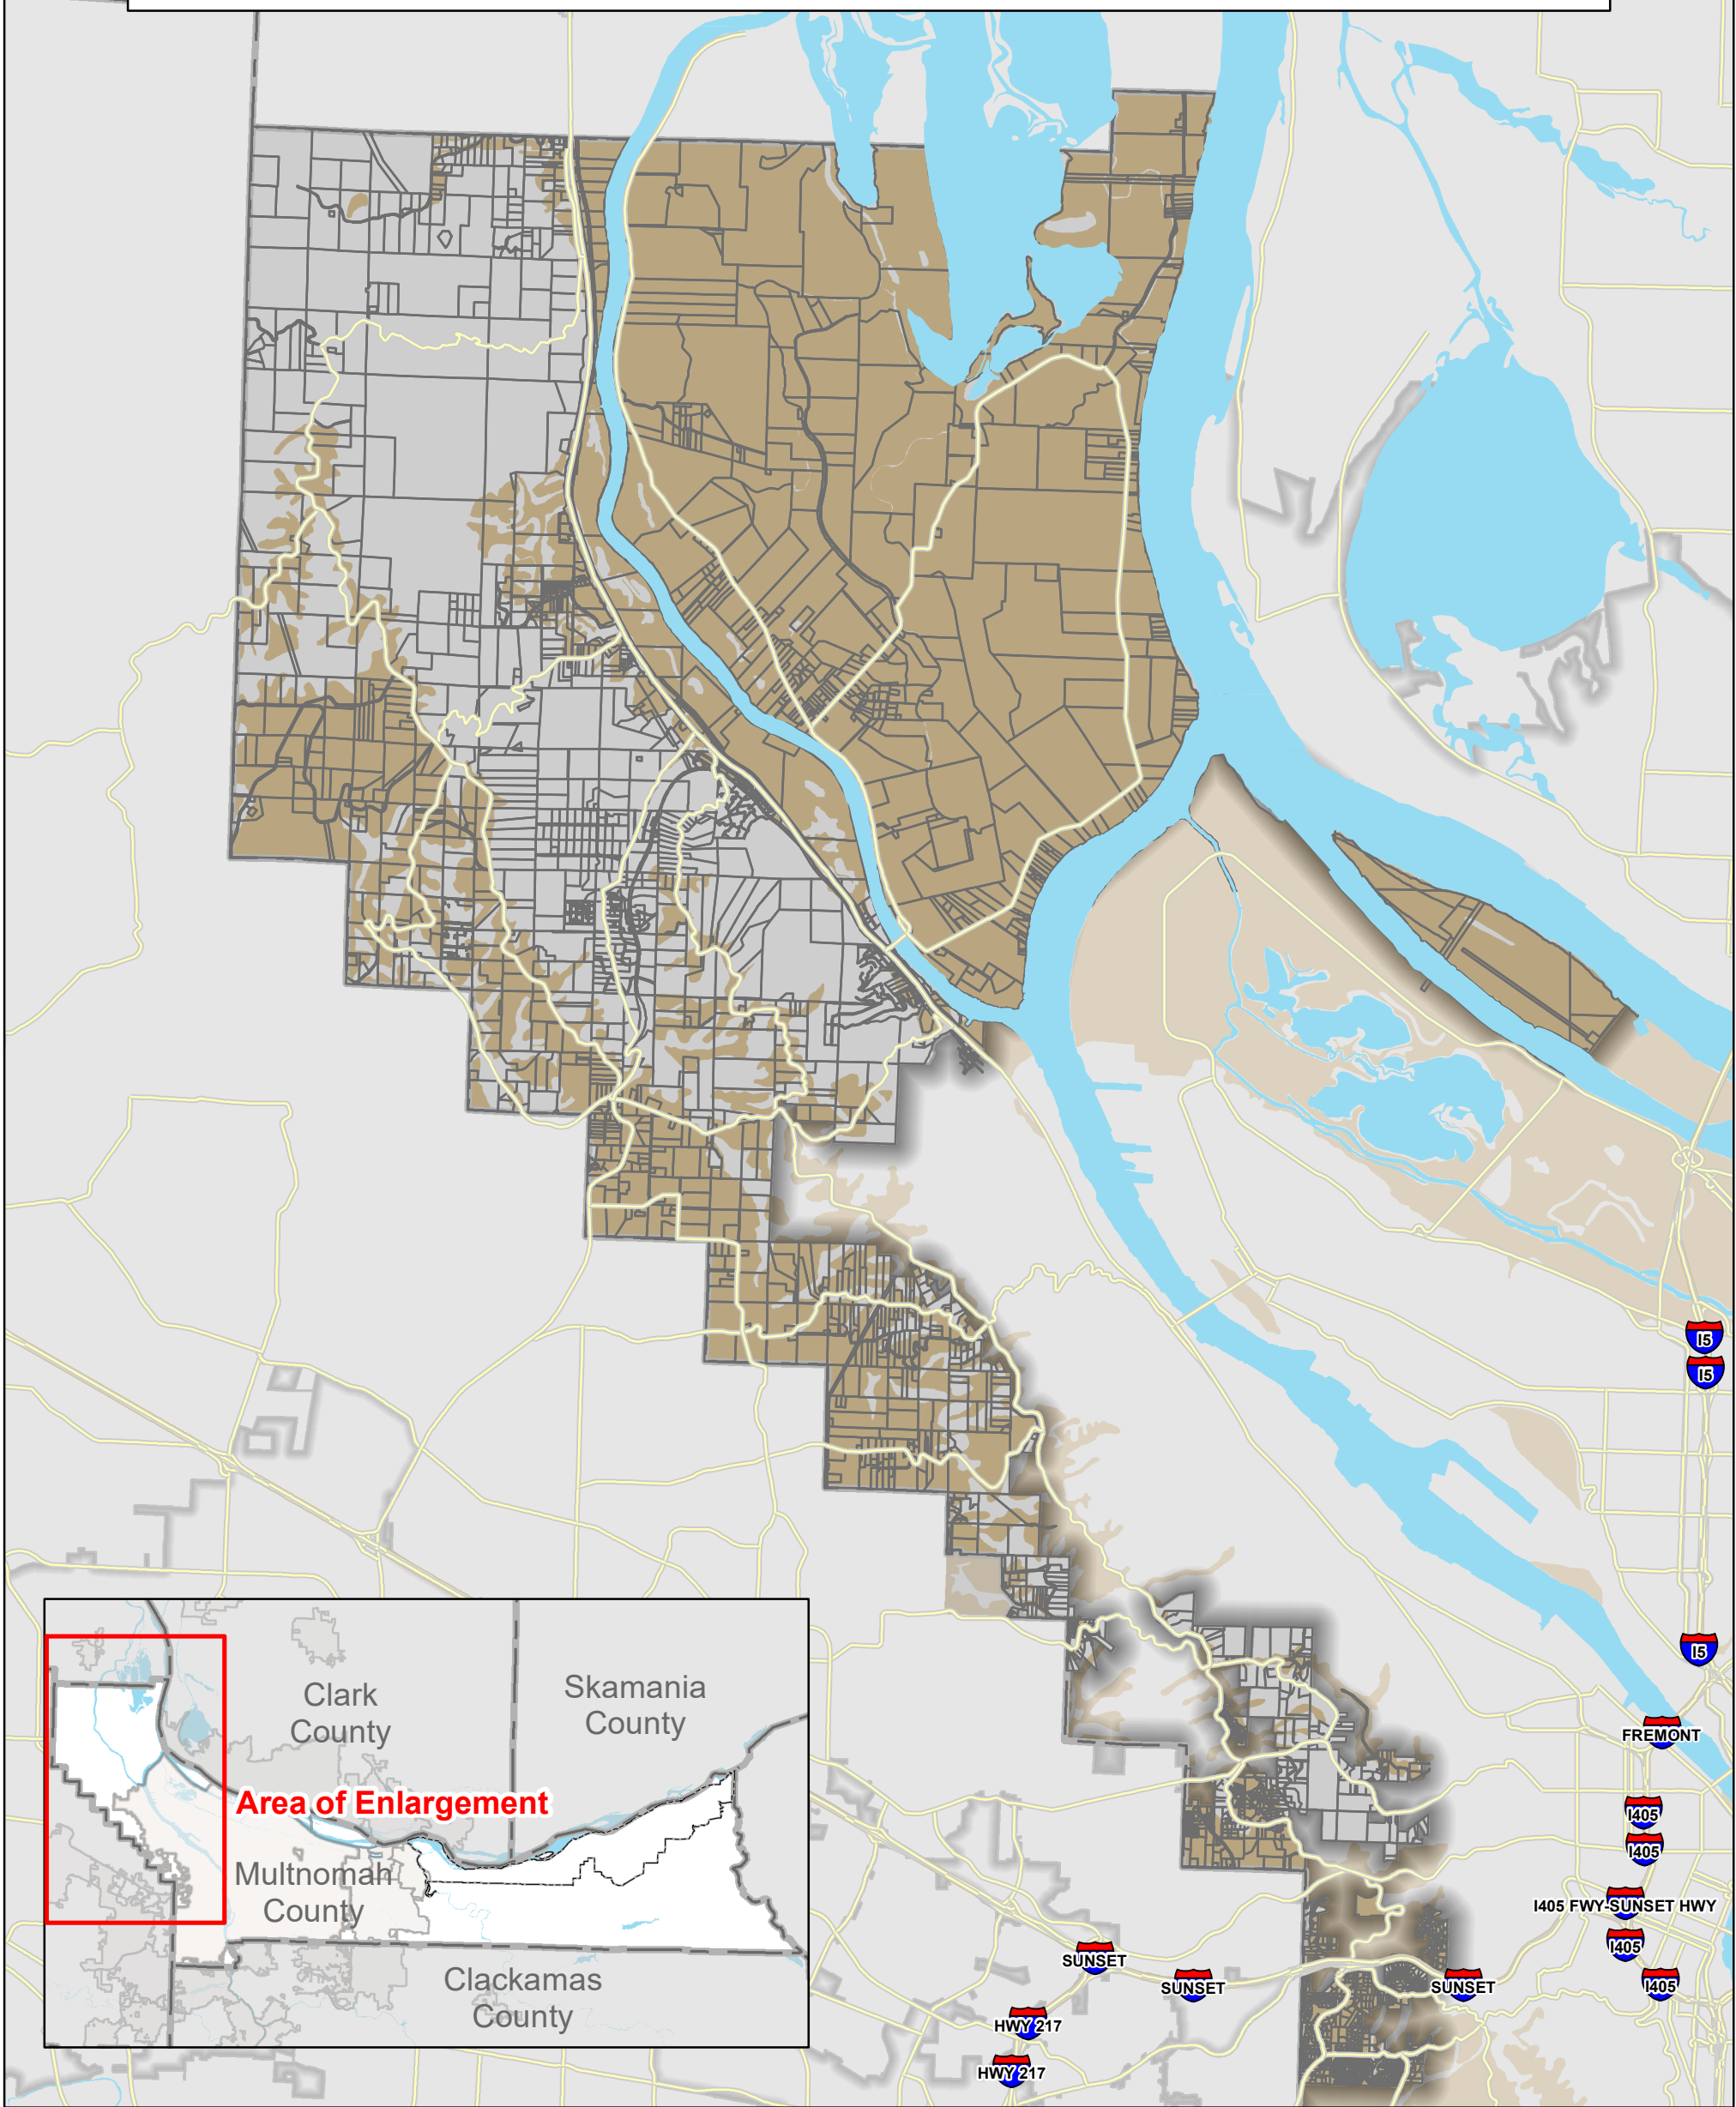 I5
I5
I5
FREMONT
I405
I405
I405 FWY-SUNSET HWY
I405
I405
SUNSET
SUNSET
SUNSET
HWY 217
HWY 217
Clark
County
Skamania
County
Area of Enlargement
Multnomah
County
Clackamas
County